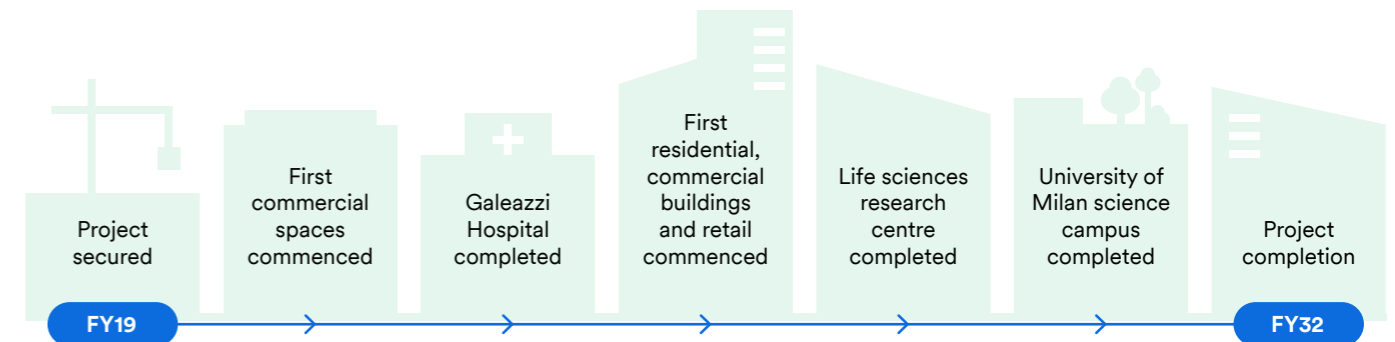 Project
secured
First
commercial
spaces
commenced
Galeazzi
Hospital
completed
First
residential,
commercial
buildings
and retail
commenced
Life sciences
research
centre
completed
University of
Milan science
campus
completed
Project
completion
FY19
FY32